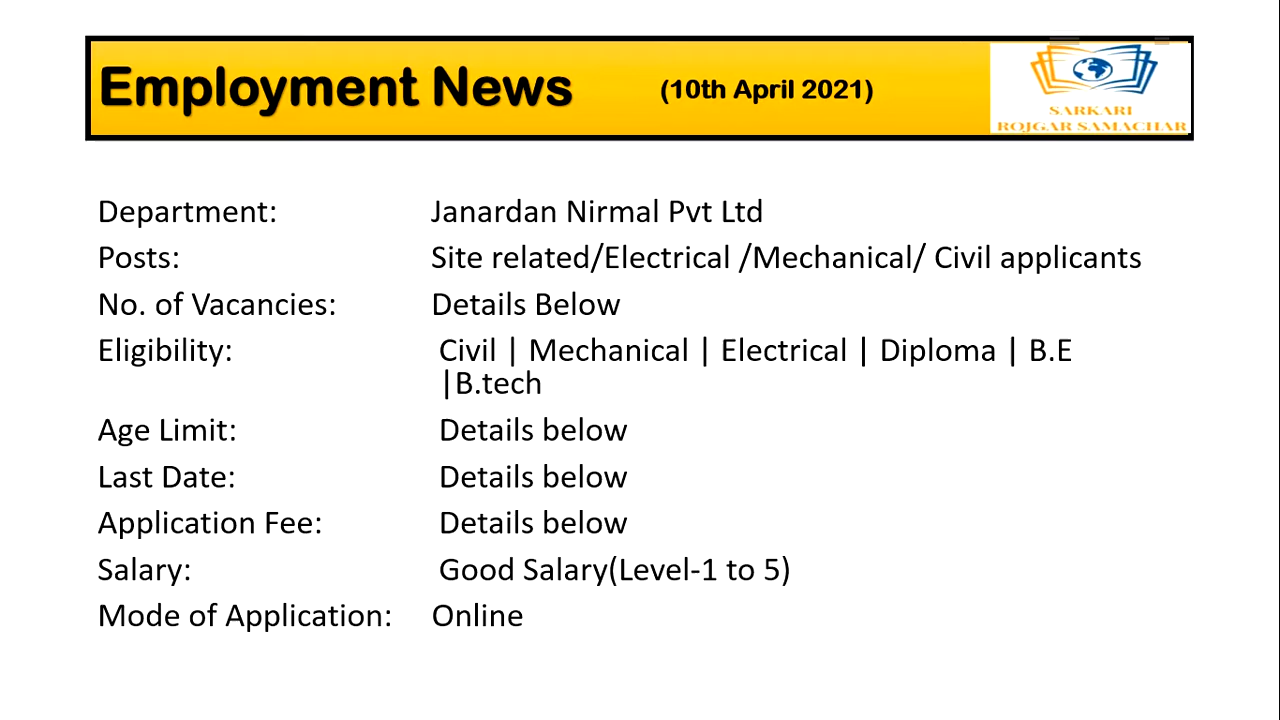 Employment News (10th April 2021)
SARKARI
ROJGAR SAMACHAR
Department: Janardan Nirmal Pvt Ltd
Posts: Site related/Electrical /Mechanical/ Civil applicants
No. of Vacancies: Details Below
Eligibility: Civil | Mechanical | Electrical | Diploma | B.E
|B.tech
Age Limit: Details below
Last Date: Details below
Application Fee: Details below
Salary: Good Salary(Level-1 to 5)
Mode of Application: Online